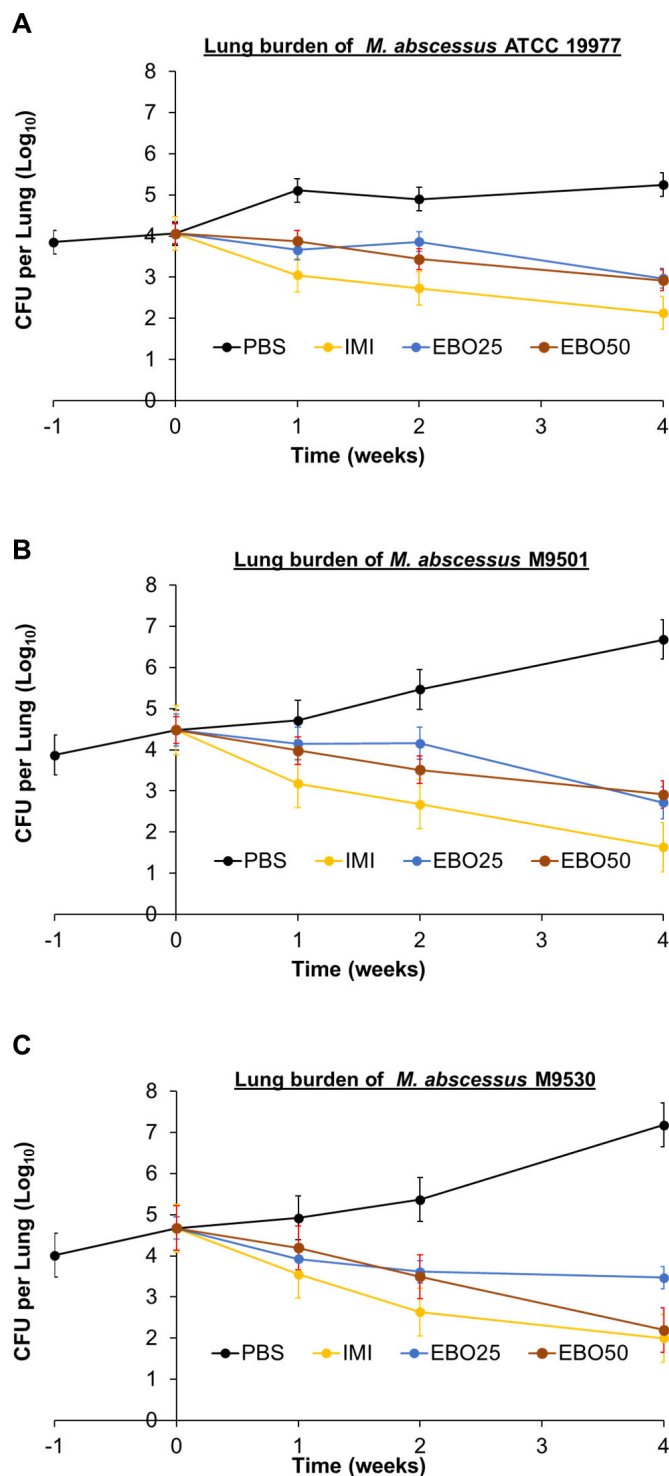 A
Lung burden of M. abscessus ATCC 19977
CFU per Lung (Log₁₀)
8
7
6
5
4
3
2
1
0
PBS IMI EBO25 EBO50
-1 0 1 2 3 4
Time (weeks)
B
Lung burden of M. abscessus M9501
CFU per Lung (Log₁₀)
8
7
6
5
4
3
2
1
0
PBS IMI EBO25 EBO50
-1 0 1 2 3 4
Time (weeks)
C
Lung burden of M. abscessus M9530
CFU per Lung (Log₁₀)
8
7
6
5
4
3
2
1
0
PBS IMI EBO25 EBO50
-1 0 1 2 3 4
Time (weeks)